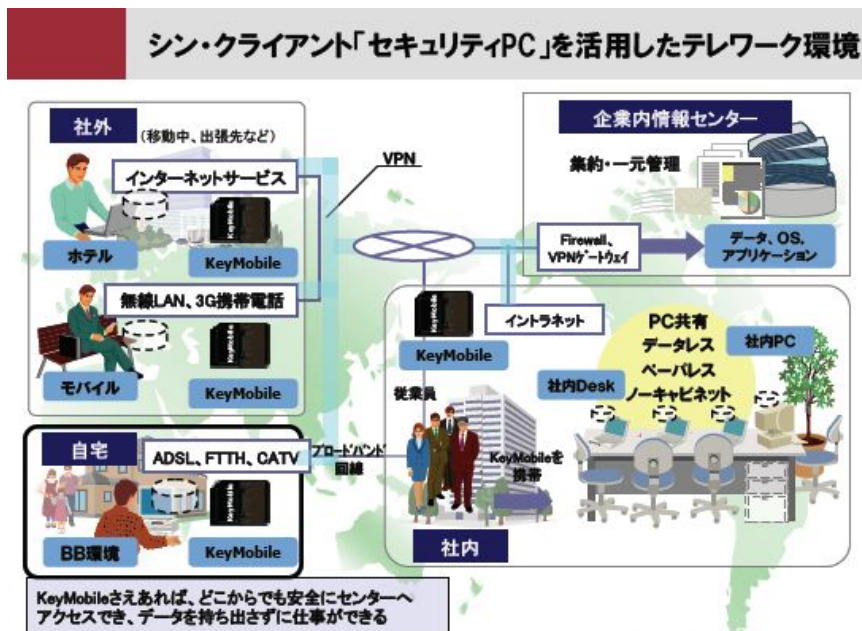 シン・クライアント「セキュリティPC」を活用したテレワーク環境
社外
(移動中、出張先など)
インターネットサービス
KeyMobile
ホテル
KeyMobile
無線LAN、3G携帯電話
KeyMobile
モバイル
KeyMobile
自宅
ADSL、FTTH、CATV
ブロードバンド
回線
KeyMobile
BB環境
KeyMobile
VPN
企業内情報センター
集約・一元管理
Firewall、
VPNゲートウェイ
データ、OS、
アプリケーション
KeyMobile
KeyMobile
イントラネット
従業員
KeyMobileを
携帯
社内
PC共有
データレス
ペーパレス
ノーキャビネット
社内Desk
社内PC
KeyMobileさえあれば、どこからでも安全にセンターへ
アクセスでき、データを持ち出さずに仕事ができる